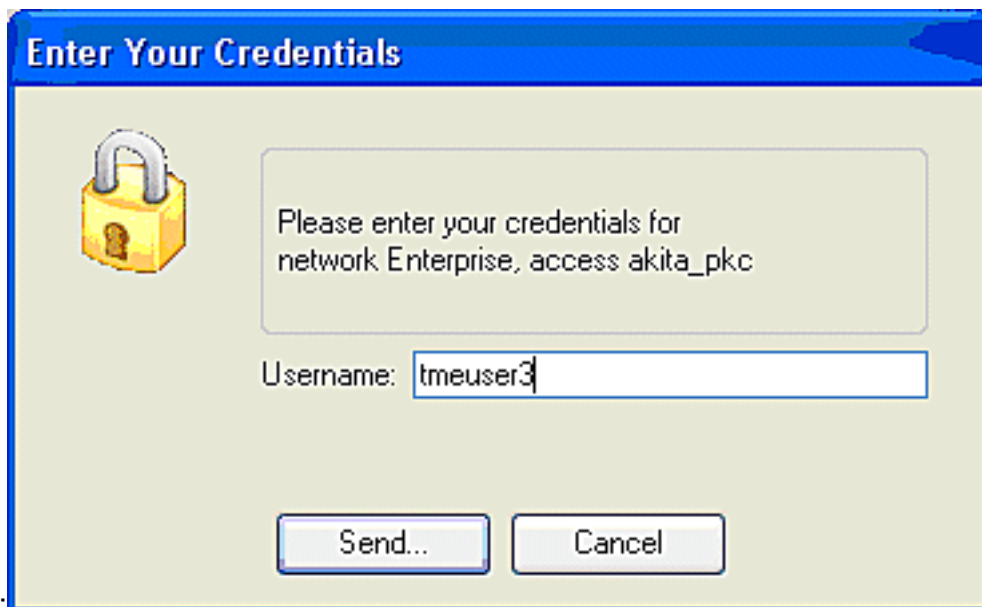 Enter Your Credentials
Please enter your credentials for
network Enterprise, access akita_pkc
Username: tmeuser3
Send... Cancel
.